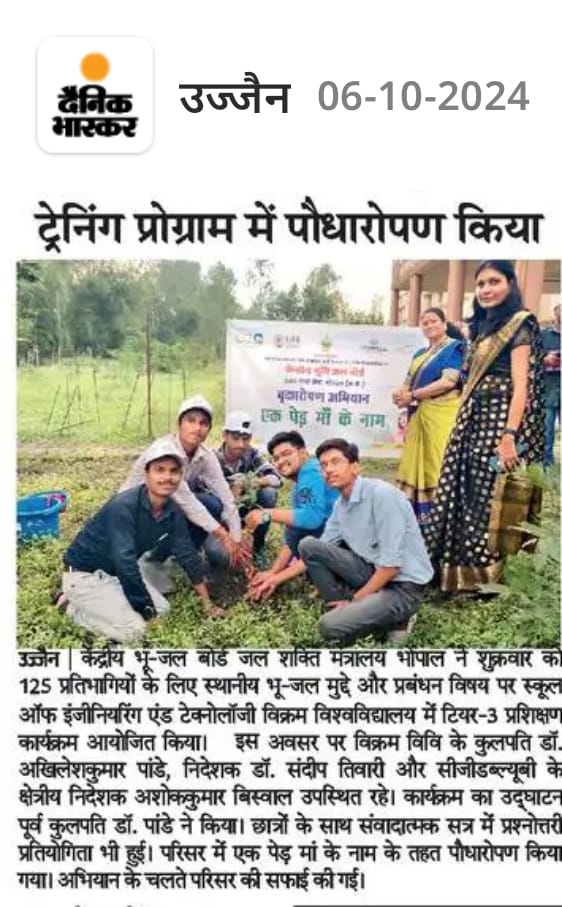 दैनिक
भास्कर
उज्जैन 06-10-2024
ट्रेनिंग प्रोग्राम में पौधारोपण किया
केन्द्रीय भूमि जल बोर्ड
वृक्षारोपण अभियान
एक पेड़ माँ के नाम
उज्जैन | केंद्रीय भू-जल बोर्ड जल शक्ति मंत्रालय भोपाल ने शुक्रवार को
125 प्रतिभागियों के लिए स्थानीय भू-जल मुद्दे और प्रबंधन विषय पर स्कूल
ऑफ इंजीनियरिंग एंड टेक्नोलॉजी विक्रम विश्वविद्यालय में टियर-3 प्रशिक्षण
कार्यक्रम आयोजित किया। इस अवसर पर विक्रम विवि के कुलपति डॉ.
अखिलेशकुमार पांडे, निदेशक डॉ. संदीप तिवारी और सीजीडब्ल्यूबी के
क्षेत्रीय निदेशक अशोककुमार बिस्वाल उपस्थित रहे। कार्यक्रम का उद्घाटन
पूर्व कुलपति डॉ. पांडे ने किया। छात्रों के साथ संवादात्मक सत्र में प्रश्नोत्तरी
प्रतियोगिता भी हुई। परिसर में एक पेड़ मां के नाम के तहत पौधारोपण किया
गया। अभियान के चलते परिसर की सफाई की गई।